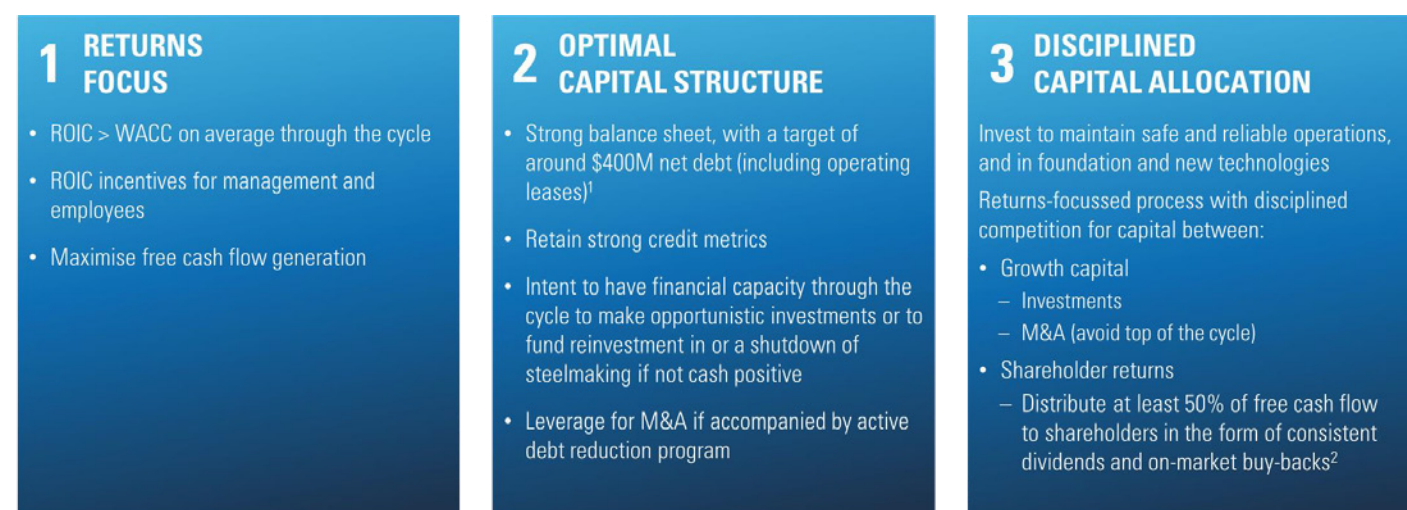 1 RETURNS
FOCUS
• ROIC > WACC on average through the cycle
• ROIC incentives for management and
employees
• Maximise free cash flow generation
2 OPTIMAL
CAPITAL STRUCTURE
• Strong balance sheet, with a target of
around $400M net debt (including operating
leases)¹
• Retain strong credit metrics
• Intent to have financial capacity through the
cycle to make opportunistic investments or to
fund reinvestment in or a shutdown of
steelmaking if not cash positive
• Leverage for M&A if accompanied by active
debt reduction program
3 DISCIPLINED
CAPITAL ALLOCATION
Invest to maintain safe and reliable operations,
and in foundation and new technologies
Returns-focussed process with disciplined
competition for capital between:
• Growth capital
– Investments
– M&A (avoid top of the cycle)
• Shareholder returns
– Distribute at least 50% of free cash flow
to shareholders in the form of consistent
dividends and on-market buy-backs²